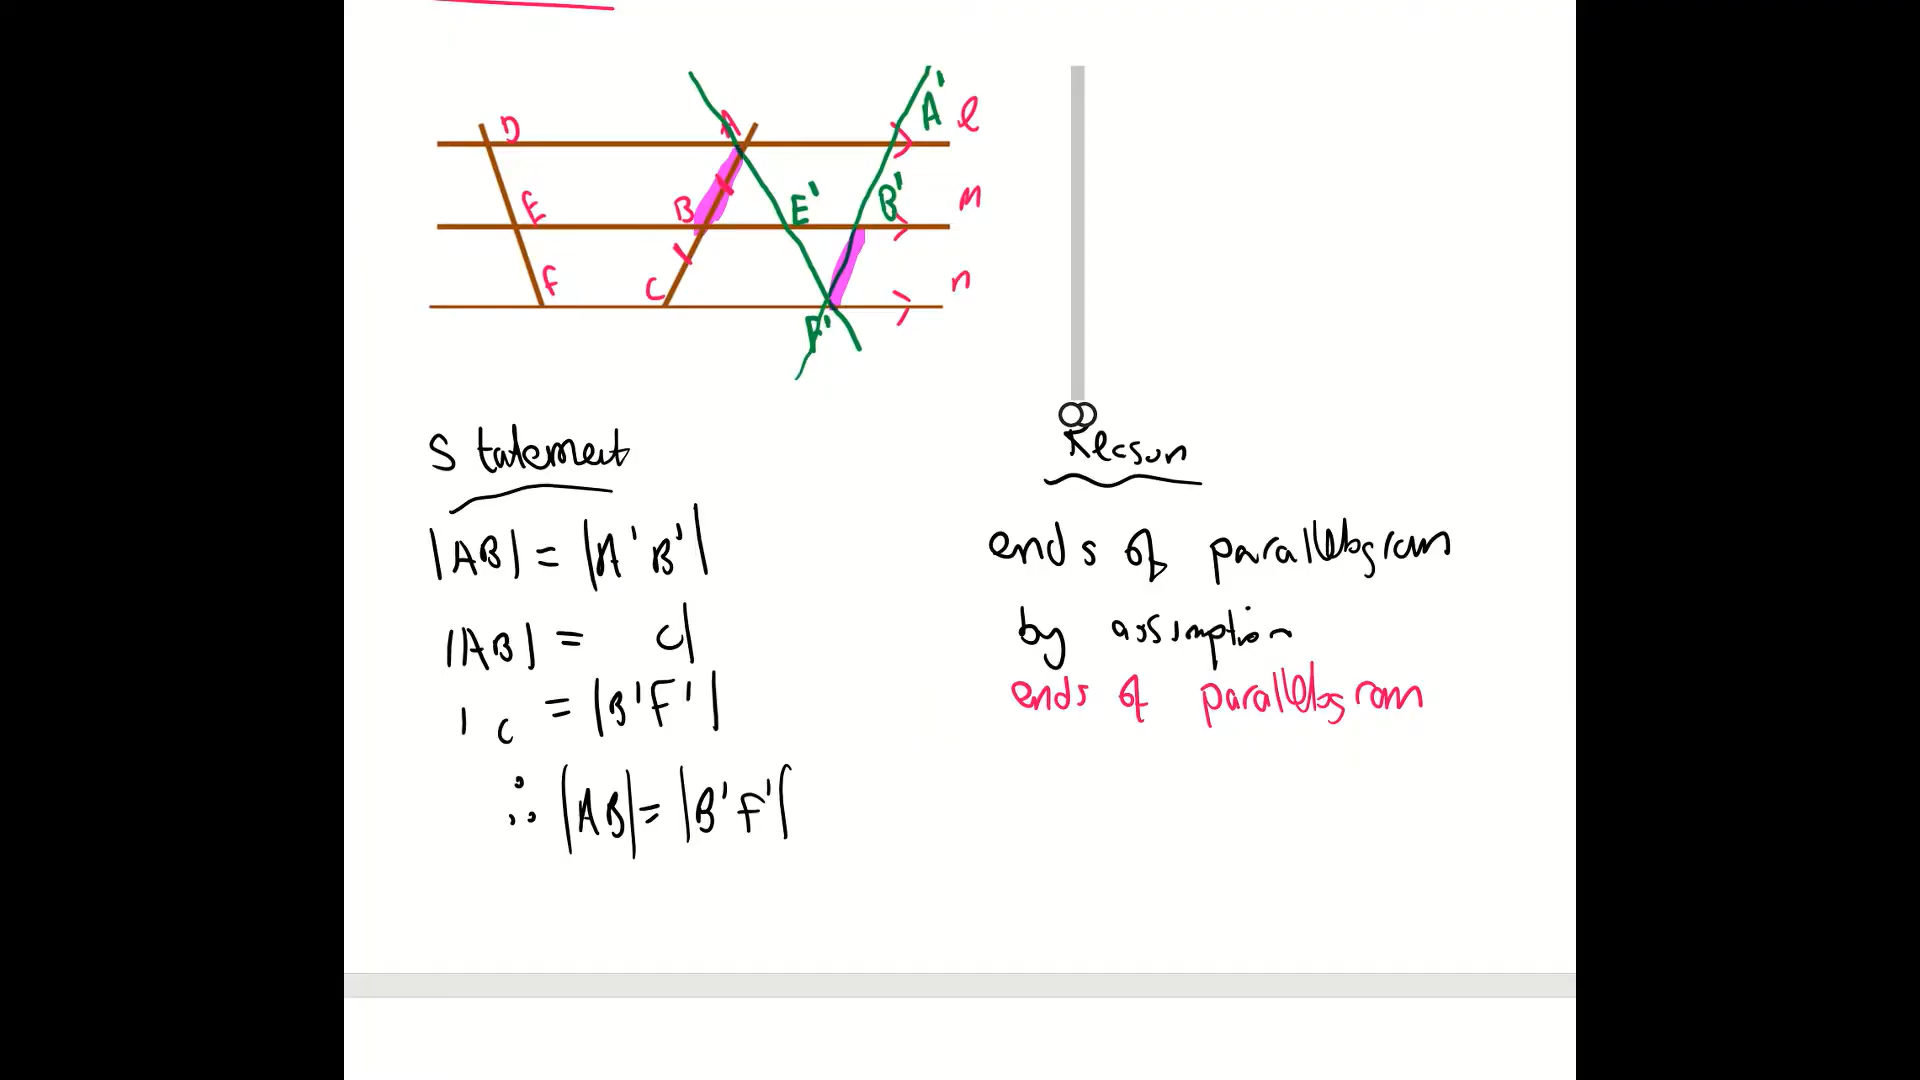 D A A' l
E B E' B' m
F C F' n
Statement Reason
|AB| = |A'B'| ends of parallelogram
|AB| = by assumption
= |B'F'| ends of parallelogram
∴ |AB| = |B'F'|